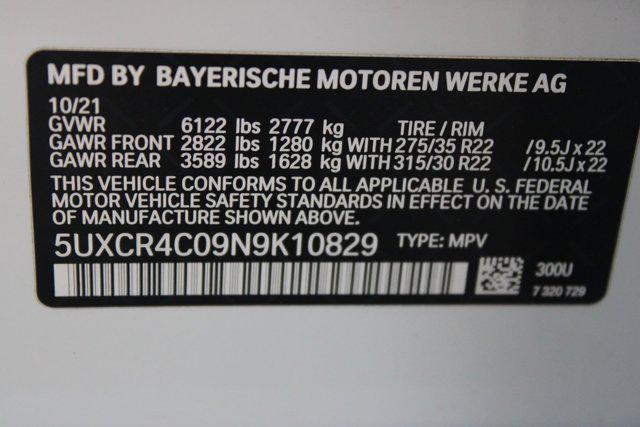 MFD BY BAYERISCHE MOTOREN WERKE AG
10/21
GVWR 6122 lbs 2777 kg TIRE / RIM
GAWR FRONT 2822 lbs 1280 kg WITH 275/35 R22 / 9.5J x 22
GAWR REAR 3589 lbs 1628 kg WITH 315/30 R22 / 10.5J x 22
THIS VEHICLE CONFORMS TO ALL APPLICABLE U. S. FEDERAL
MOTOR VEHICLE SAFETY STANDARDS IN EFFECT ON THE DATE
OF MANUFACTURE SHOWN ABOVE.
5UXCR4C09N9K10829 TYPE: MPV
300U
7 320 729